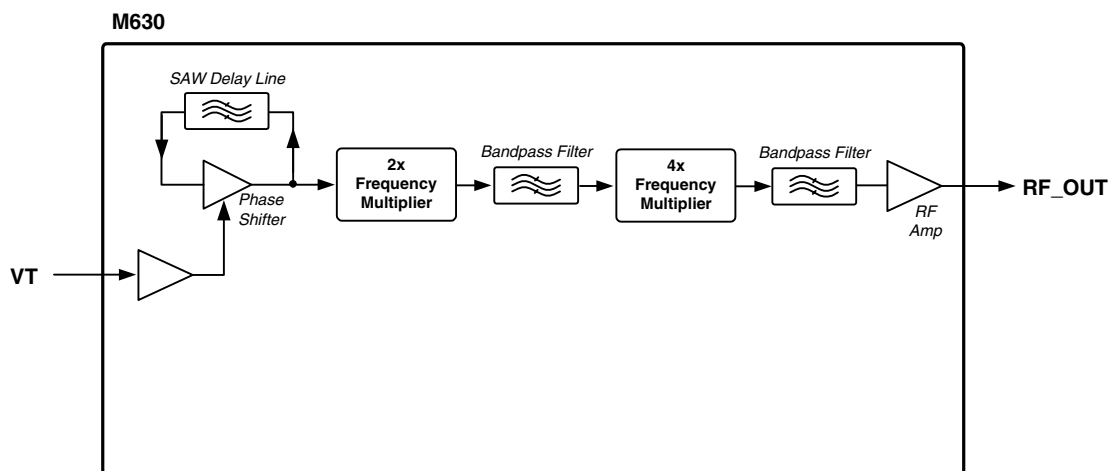 M630
SAW Delay Line
Phase
Shifter
2x
Frequency
Multiplier
Bandpass Filter
4x
Frequency
Multiplier
Bandpass Filter
RF
Amp
RF_OUT
VT